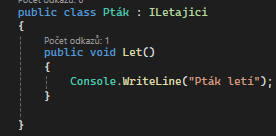 Počet odkazů: 0
public class Pták : ILetajici
{
Počet odkazů: 1
public void Let()
{
Console.WriteLine("Pták letí");
}
}